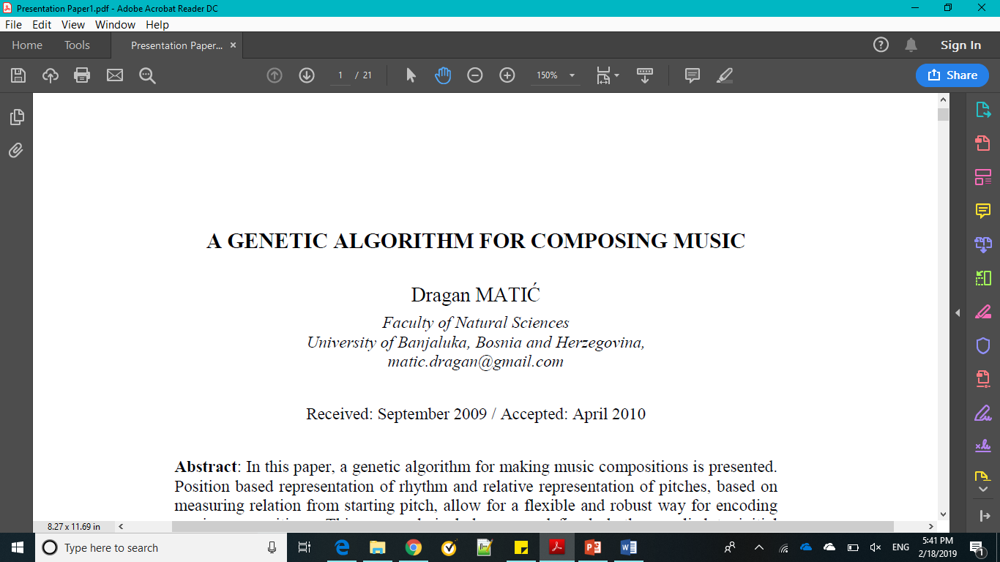 Presentation Paper1.pdf - Adobe Acrobat Reader DC
File Edit View Window Help
Home Tools Presentation Paper... × Sign In
1 / 21 150% Share
A GENETIC ALGORITHM FOR COMPOSING MUSIC
Dragan MATIĆ
Faculty of Natural Sciences
University of Banjaluka, Bosnia and Herzegovina,
matic.dragan@gmail.com
Received: September 2009 / Accepted: April 2010
Abstract: In this paper, a genetic algorithm for making music compositions is presented.
Position based representation of rhythm and relative representation of pitches, based on
measuring relation from starting pitch, allow for a flexible and robust way for encoding
8.27 x 11.69 in
Type here to search
ENG
5:41 PM
2/18/2019
1